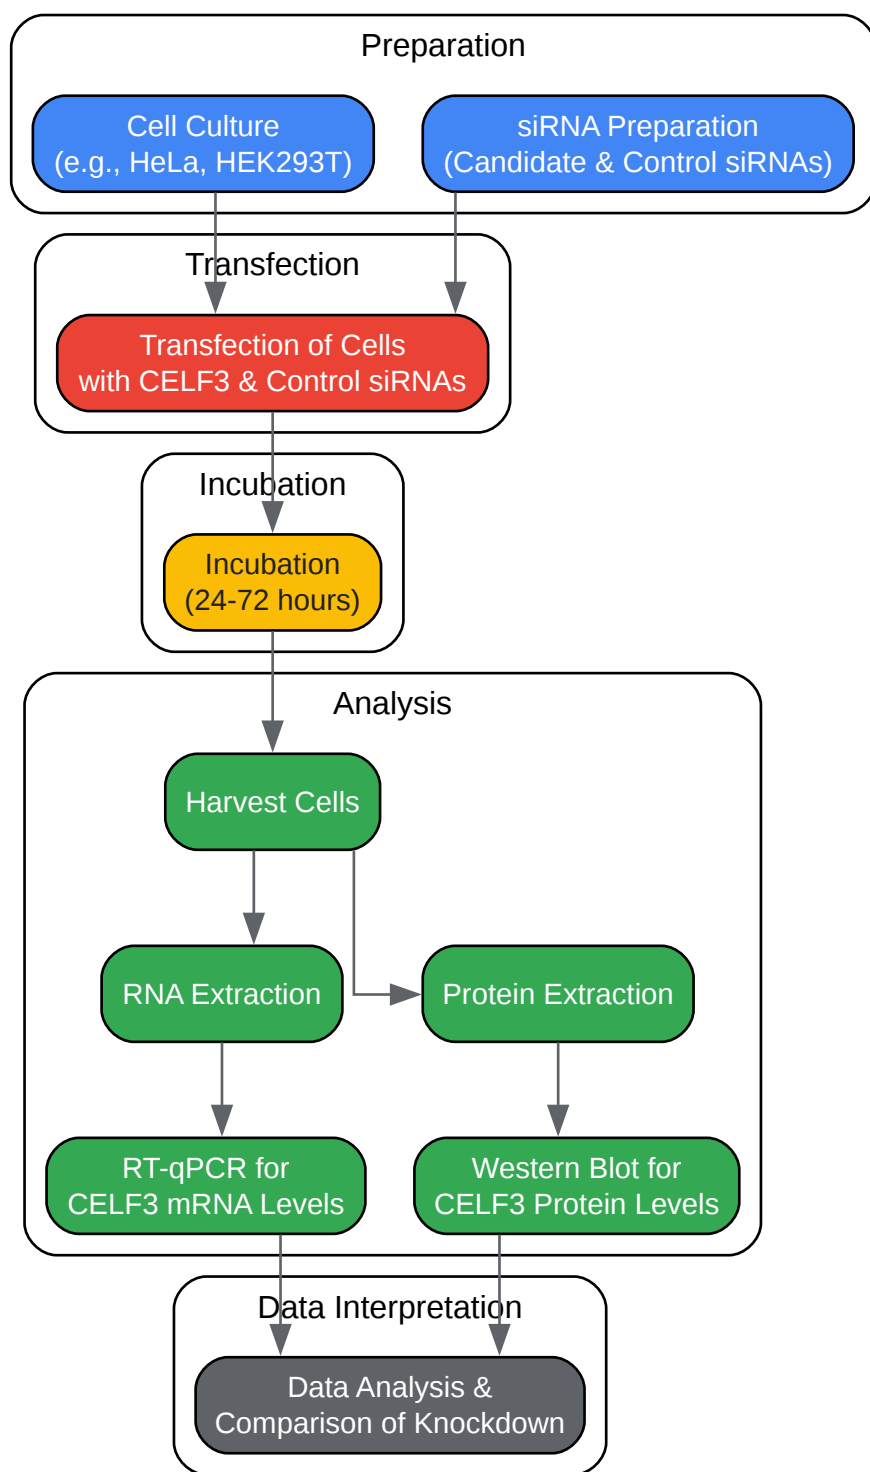 Preparation
Cell Culture
(e.g., HeLa, HEK293T)
siRNA Preparation
(Candidate & Control siRNAs)
Transfection
Transfection of Cells
with CELF3 & Control siRNAs
Incubation
Incubation
(24-72 hours)
Analysis
Harvest Cells
RNA Extraction
Protein Extraction
RT-qPCR for
CELF3 mRNA Levels
Western Blot for
CELF3 Protein Levels
Data Interpretation
Data Analysis &
Comparison of Knockdown